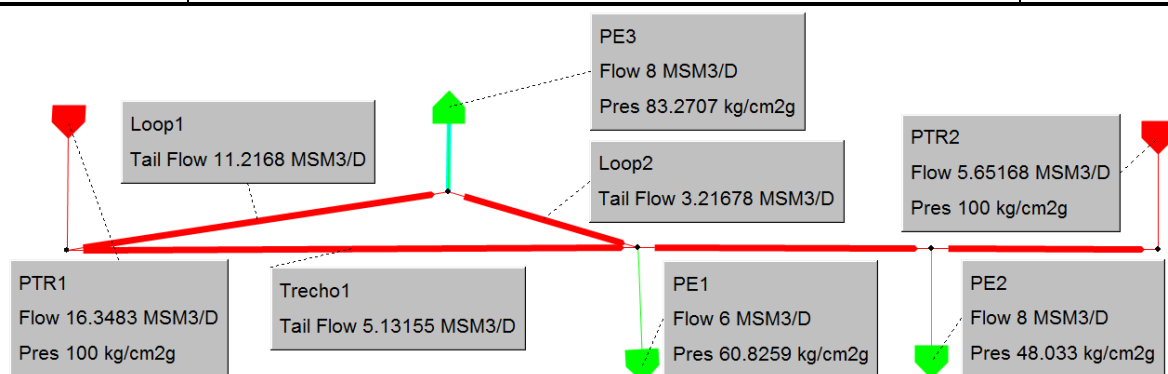 PE3
Flow 8 MSM3/D
Pres 83.2707 kg/cm2g
Loop1
Tail Flow 11.2168 MSM3/D
PTR2
Flow 5.65168 MSM3/D
Pres 100 kg/cm2g
Loop2
Tail Flow 3.21678 MSM3/D
PTR1
Flow 16.3483 MSM3/D
Pres 100 kg/cm2g
Trecho1
Tail Flow 5.13155 MSM3/D
PE1
Flow 6 MSM3/D
Pres 60.8259 kg/cm2g
PE2
Flow 8 MSM3/D
Pres 48.033 kg/cm2g